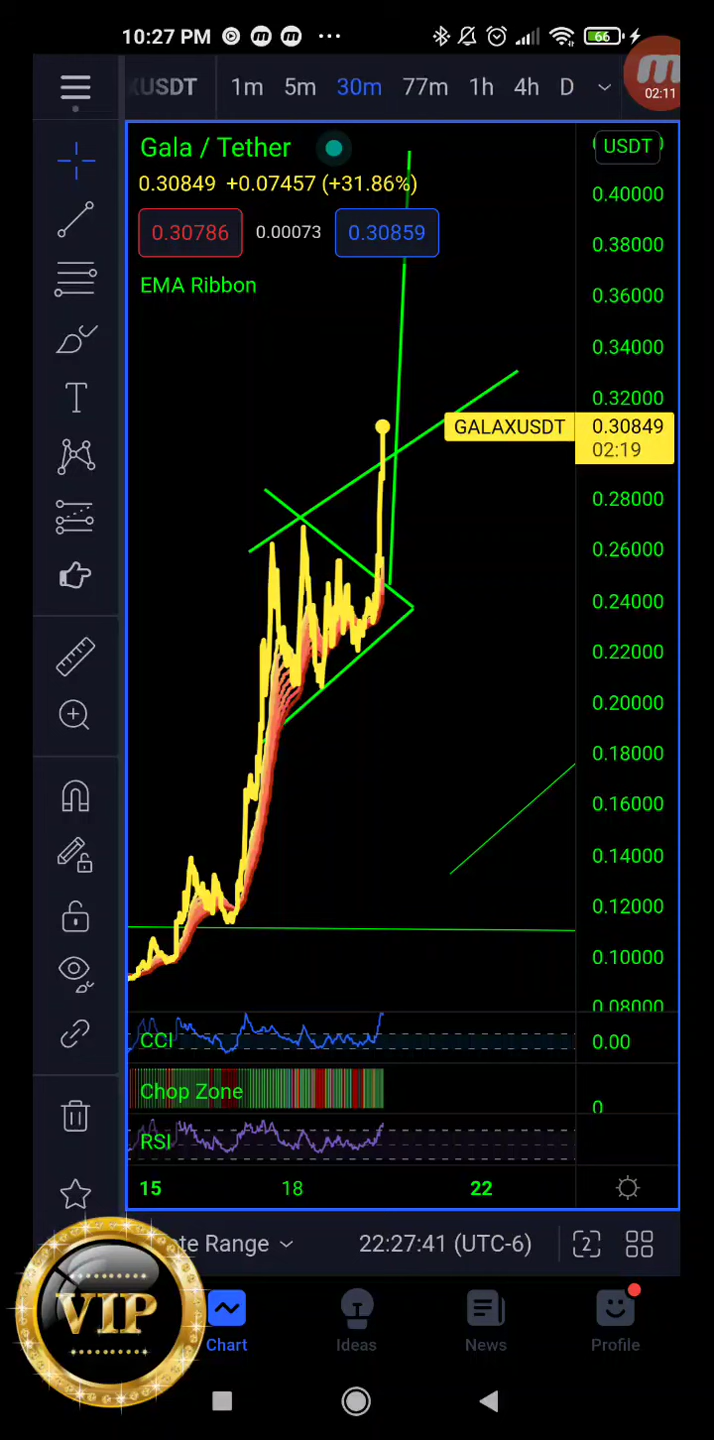 10:27 PM
66
02:11
XUSDT 1m 5m 30m 77m 1h 4h D
Gala / Tether
USDT
0.30849 +0.07457 (+31.86%)
0.30786 0.00073 0.30859
EMA Ribbon
0.40000
0.38000
0.36000
0.34000
0.32000
GALAXUSDT 0.30849
02:19
0.28000
0.26000
0.24000
0.22000
0.20000
0.18000
0.16000
0.14000
0.12000
0.10000
0.08000
CCI 0.00
Chop Zone 0
RSI
15 18 22
te Range 22:27:41 (UTC-6) 2
VIP
Chart Ideas News Profile